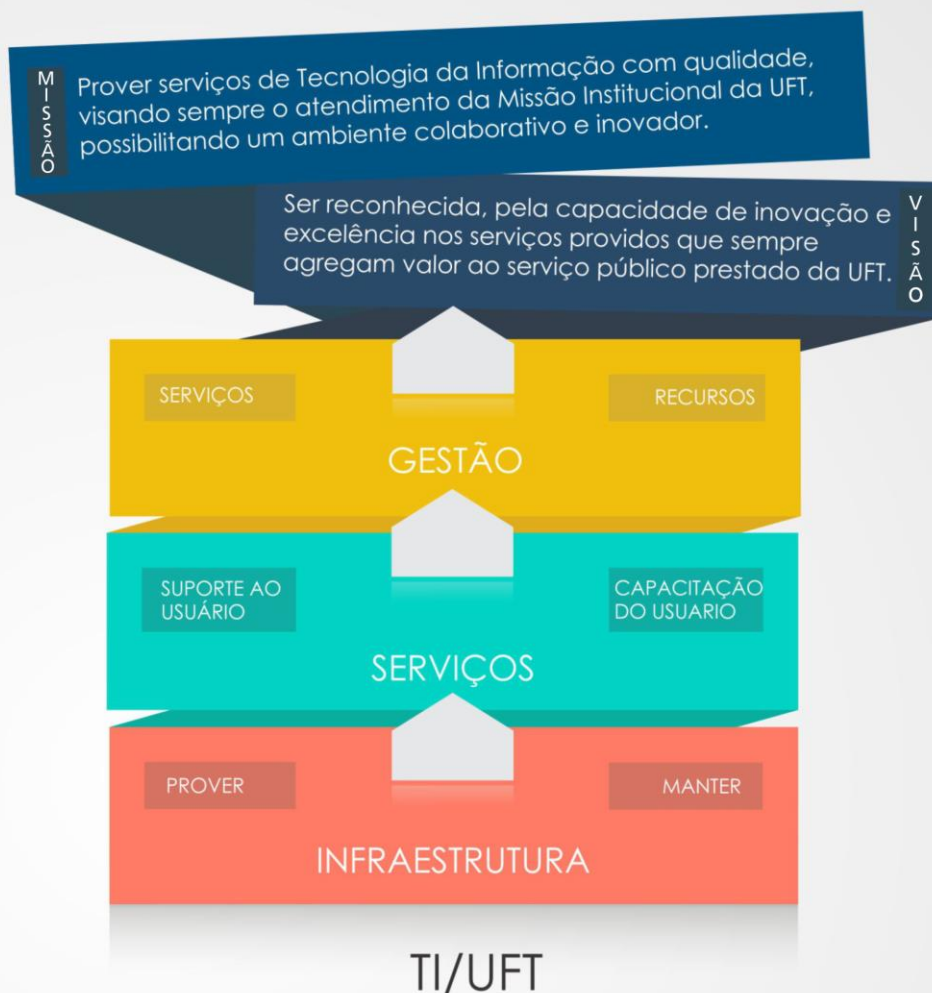 MISSÃO
Prover serviços de Tecnologia da Informação com qualidade,
visando sempre o atendimento da Missão Institucional da UFT,
possibilitando um ambiente colaborativo e inovador.
Ser reconhecida, pela capacidade de inovação e
excelência nos serviços providos que sempre
agregam valor ao serviço público prestado da UFT.
VISÃO
SERVIÇOS
RECURSOS
GESTÃO
SUPORTE AO
USUÁRIO
CAPACITAÇÃO
DO USUARIO
SERVIÇOS
PROVER
MANTER
INFRAESTRUTURA
TI/UFT